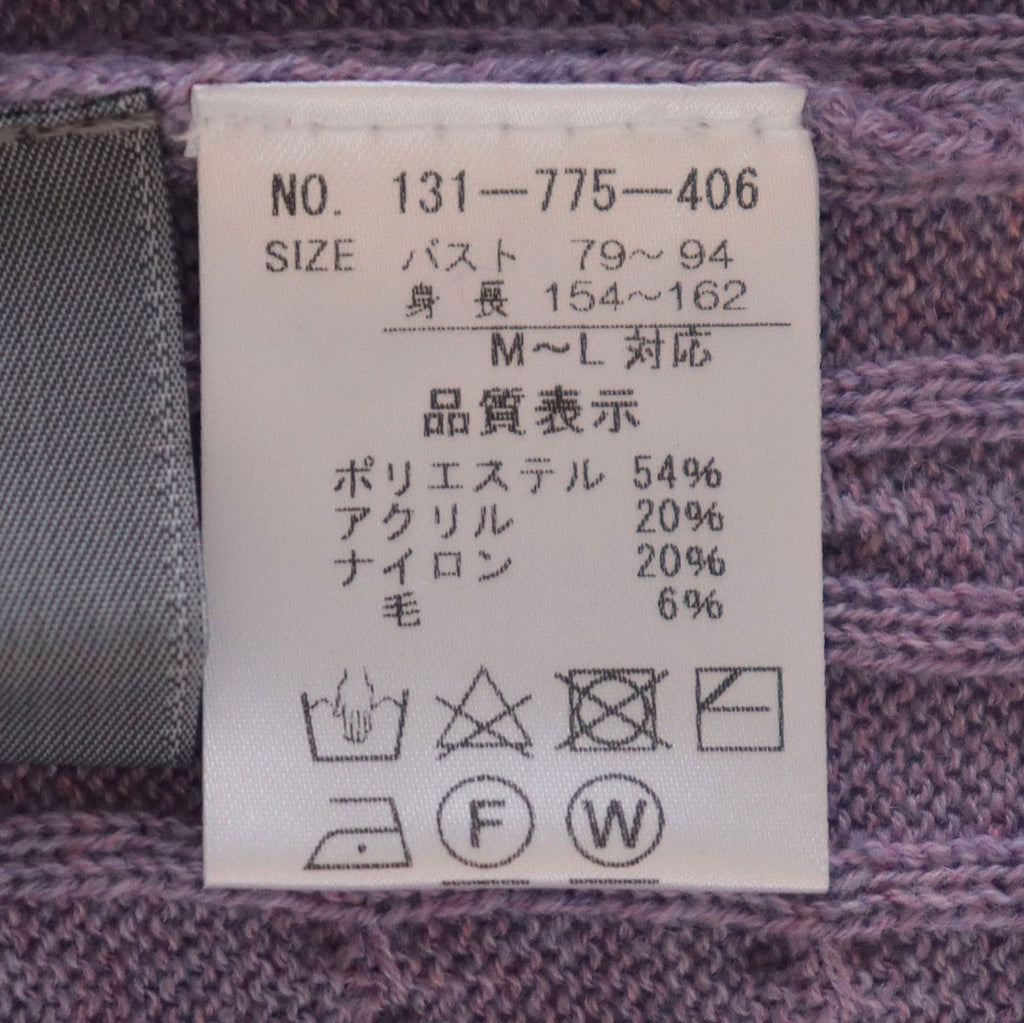 NO. 131—775—406
SIZE バスト 79～94
身長 154～162
M～L 対応
品質表示
ポリエステル 54%
アクリル 20%
ナイロン 20%
毛 6%
F W